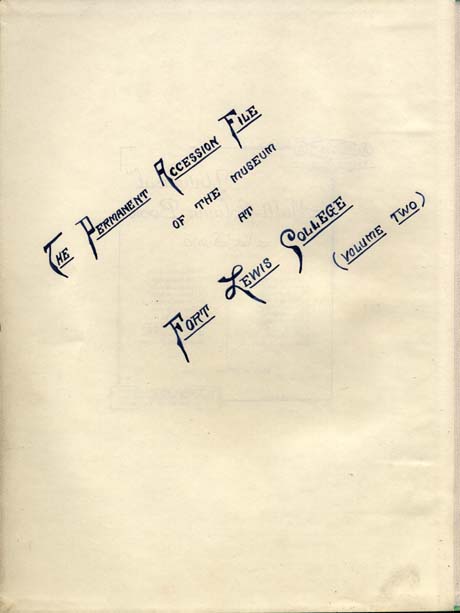 THE PERMANENT ACCESSION FILE
OF THE MUSEUM
AT
FORT LEWIS COLLEGE
(VOLUME TWO)